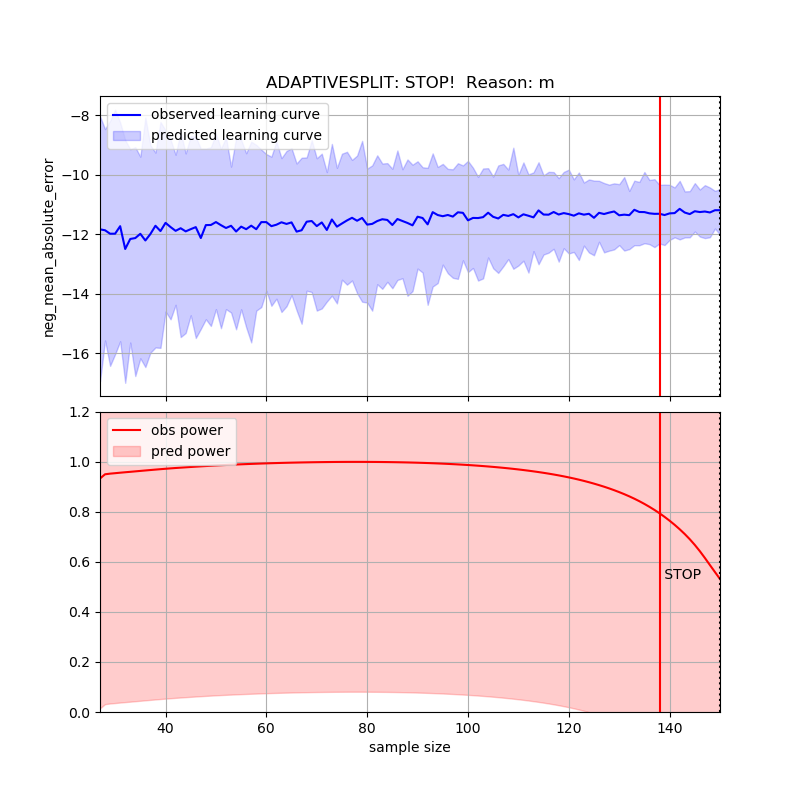 ADAPTIVESPLIT: STOP!  Reason: m
observed learning curve
predicted learning curve
neg_mean_absolute_error
−8
−10
−12
−14
−16
obs power
pred power
1.2
1.0
0.8
0.6
0.4
0.2
0.0
STOP
40 60 80 100 120 140
sample size